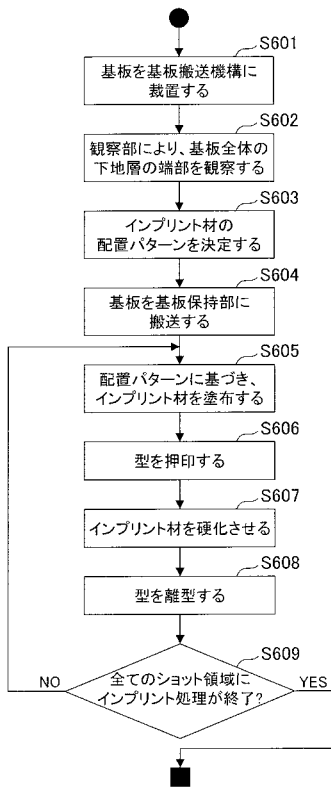 S601
基板を基板搬送機構に
裁置する
S602
観察部により、基板全体の
下地層の端部を観察する
S603
インプリント材の
配置パターンを決定する
S604
基板を基板保持部に
搬送する
S605
配置パターンに基づき、
インプリント材を塗布する
S606
型を押印する
S607
インプリント材を硬化させる
S608
型を離型する
S609
全てのショット領域に
インプリント処理が終了?
NO
YES